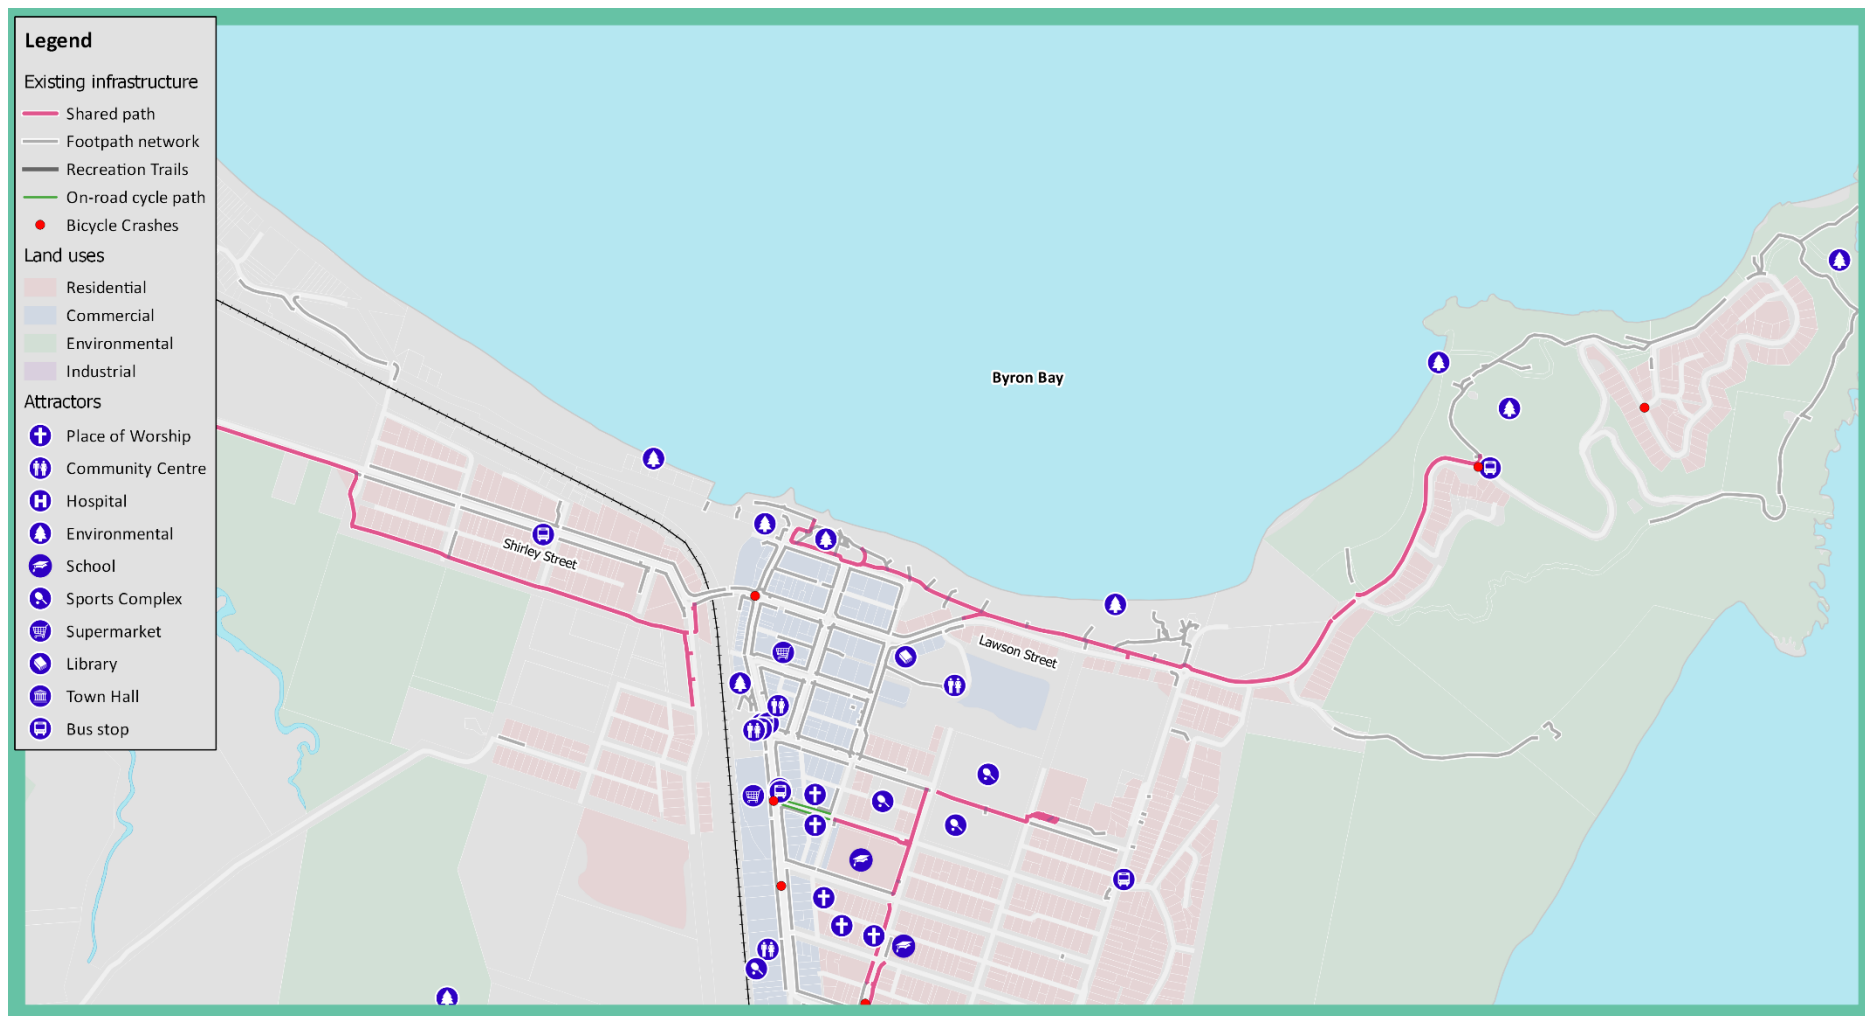 Legend
Existing infrastructure
Shared path
Footpath network
Recreation Trails
On-road cycle path
Bicycle Crashes
Land uses
Residential
Commercial
Environmental
Industrial
Attractors
Place of Worship
Community Centre
Hospital
Environmental
School
Sports Complex
Supermarket
Library
Town Hall
Bus stop
Byron Bay
Shirley Street
Lawson Street